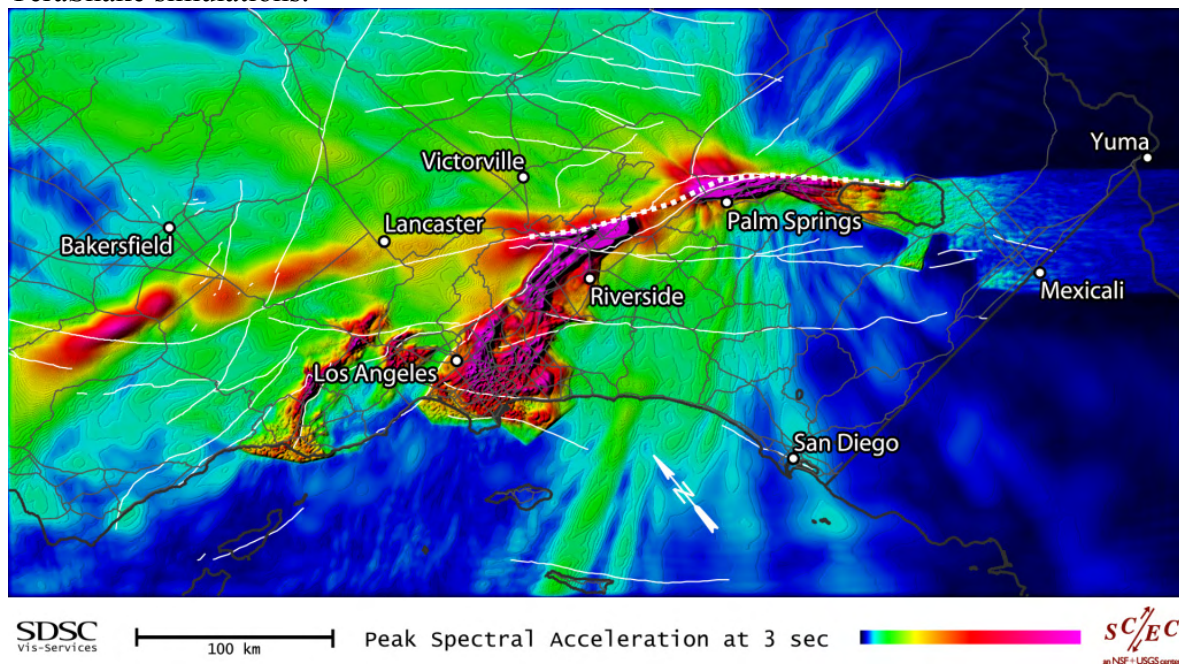 TeraShake simulations.
Yuma
Victorville
Lancaster
Palm Springs
Bakersfield
Riverside
Mexicali
Los Angeles
San Diego
N
SDSC
Vis-Services
100 km
Peak Spectral Acceleration at 3 sec
SC/EC
an NSF+USGS center